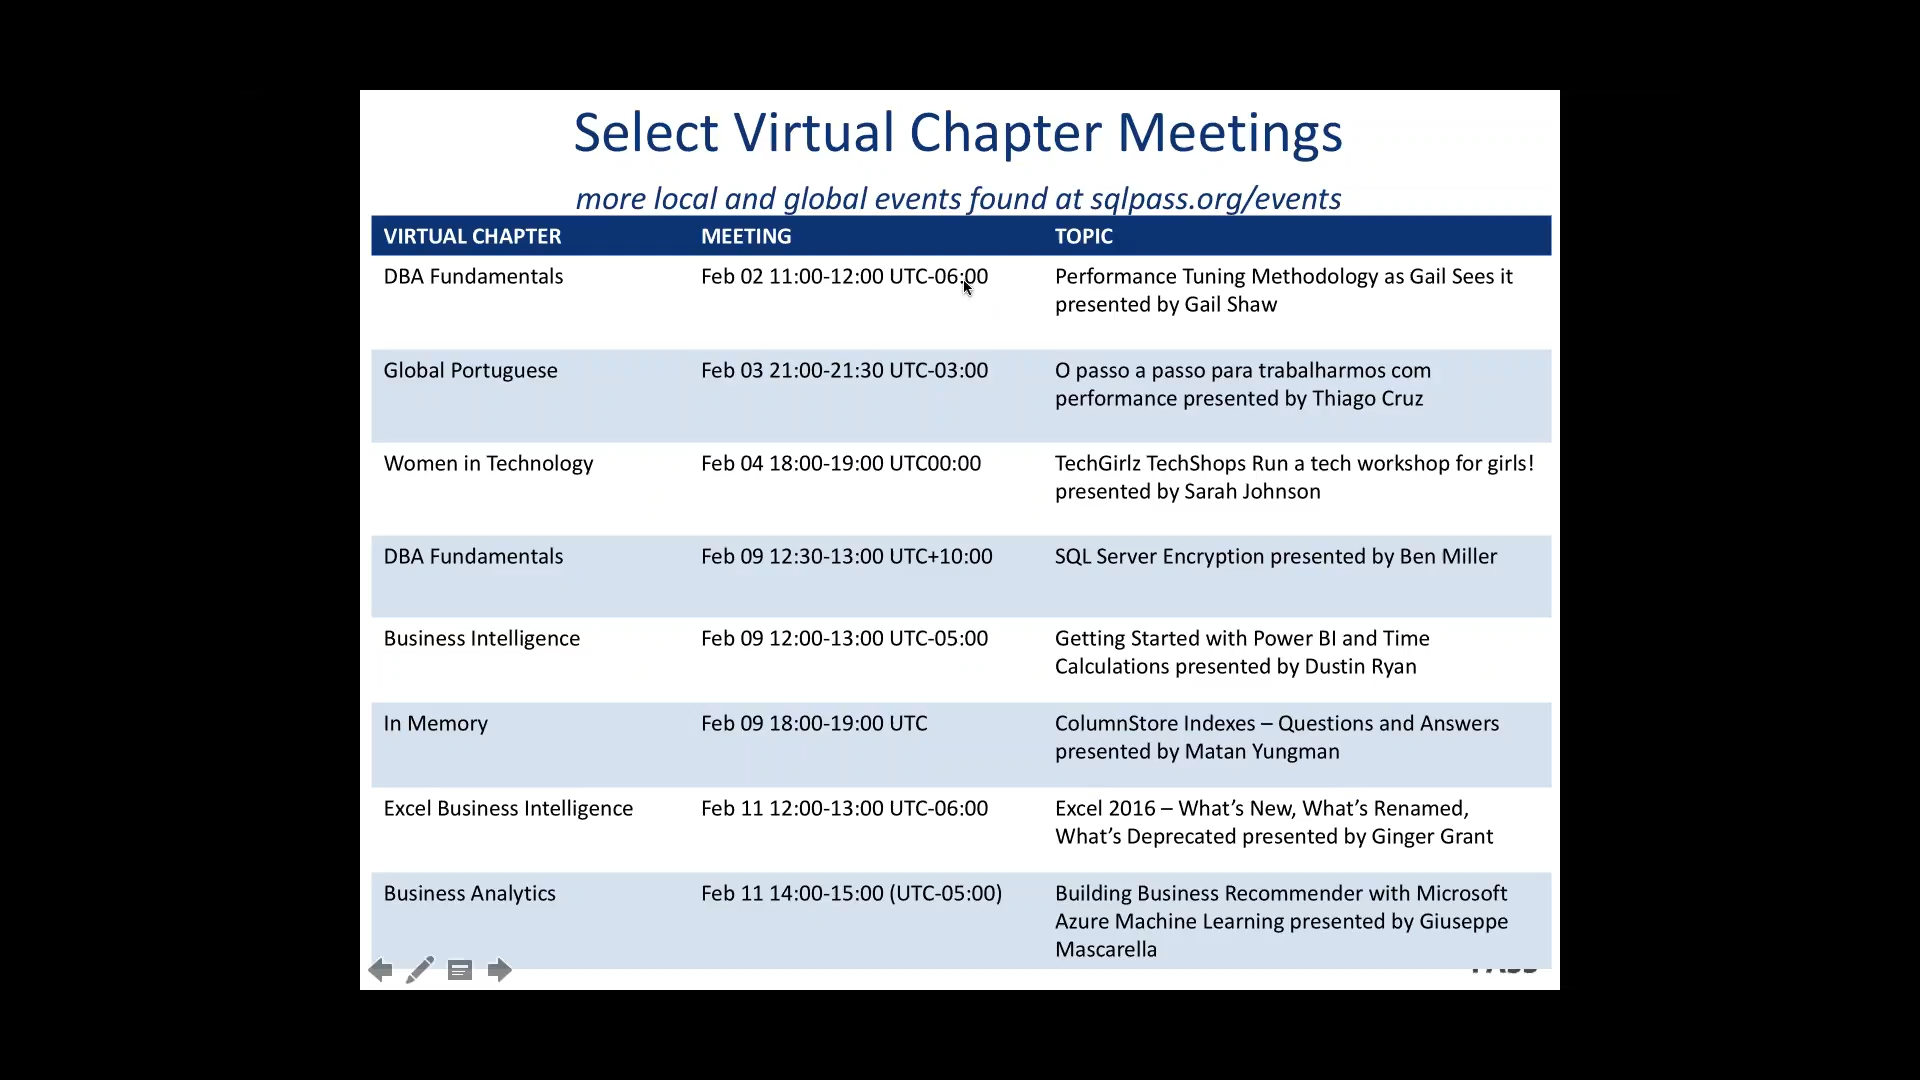 Select Virtual Chapter Meetings
more local and global events found at sqlpass.org/events
VIRTUAL CHAPTER MEETING TOPIC
DBA Fundamentals Feb 02 11:00-12:00 UTC-06:00 Performance Tuning Methodology as Gail Sees it
presented by Gail Shaw
Global Portuguese Feb 03 21:00-21:30 UTC-03:00 O passo a passo para trabalharmos com
performance presented by Thiago Cruz
Women in Technology Feb 04 18:00-19:00 UTC00:00 TechGirlz TechShops Run a tech workshop for girls!
presented by Sarah Johnson
DBA Fundamentals Feb 09 12:30-13:00 UTC+10:00 SQL Server Encryption presented by Ben Miller
Business Intelligence Feb 09 12:00-13:00 UTC-05:00 Getting Started with Power BI and Time
Calculations presented by Dustin Ryan
In Memory Feb 09 18:00-19:00 UTC ColumnStore Indexes – Questions and Answers
presented by Matan Yungman
Excel Business Intelligence Feb 11 12:00-13:00 UTC-06:00 Excel 2016 – What’s New, What’s Renamed,
What’s Deprecated presented by Ginger Grant
Business Analytics Feb 11 14:00-15:00 (UTC-05:00) Building Business Recommender with Microsoft
Azure Machine Learning presented by Giuseppe
Mascarella